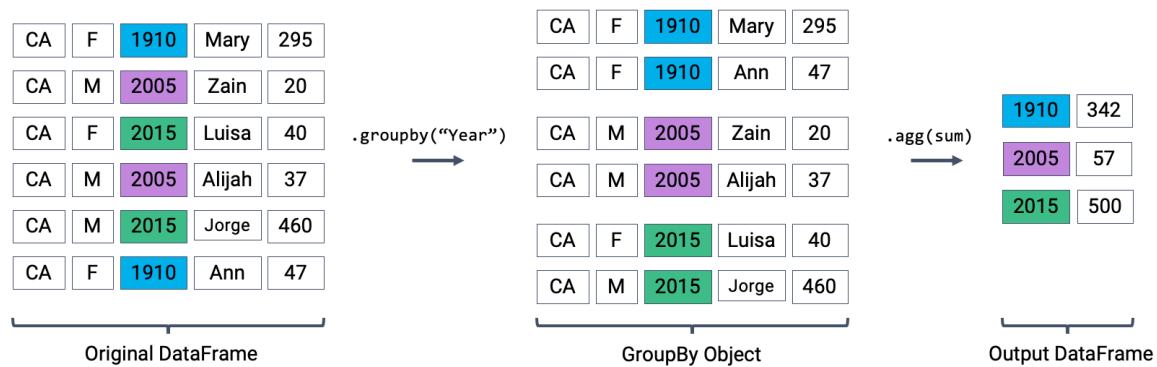 CA F 1910 Mary 295
CA M 2005 Zain 20
CA F 2015 Luisa 40
CA M 2005 Alijah 37
CA M 2015 Jorge 460
CA F 1910 Ann 47
Original DataFrame
.groupby(“Year”)
CA F 1910 Mary 295
CA F 1910 Ann 47
CA M 2005 Zain 20
CA M 2005 Alijah 37
CA F 2015 Luisa 40
CA M 2015 Jorge 460
GroupBy Object
.agg(sum)
1910 342
2005 57
2015 500
Output DataFrame